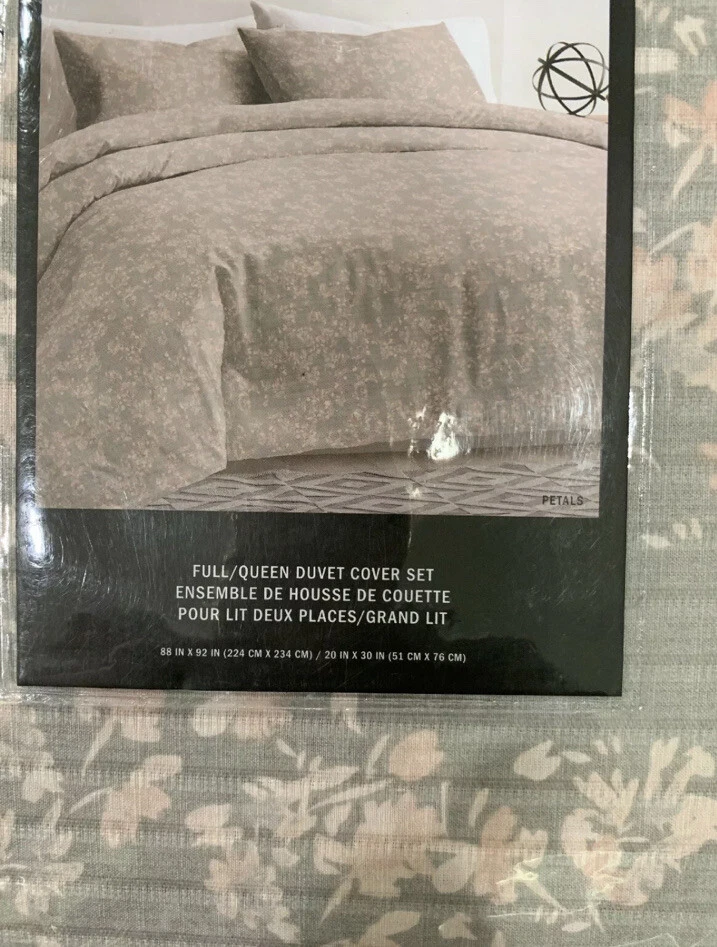 PETALS
FULL/QUEEN DUVET COVER SET
ENSEMBLE DE HOUSSE DE COUETTE
POUR LIT DEUX PLACES/GRAND LIT
88 IN X 92 IN (224 CM X 234 CM) / 20 IN X 30 IN (51 CM X 76 CM)